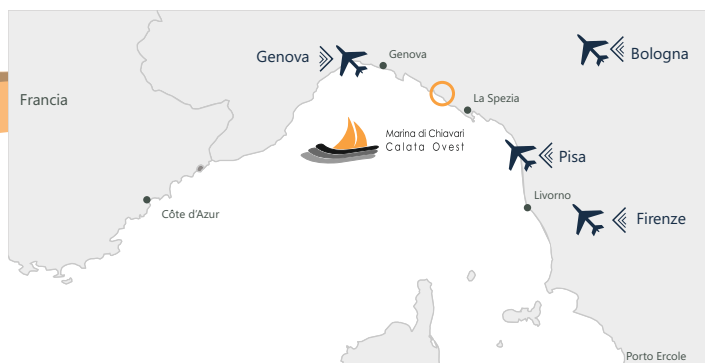 Genova
Genova
Bologna
Francia
La Spezia
Marina di Chiavari
Calata Ovest
Pisa
Livorno
Côte d'Azur
Firenze
Porto Ercole